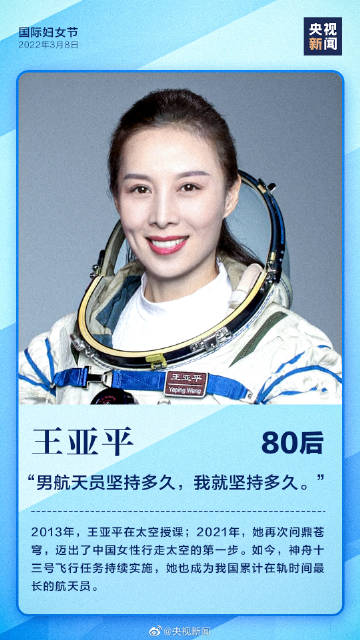 国际妇女节
2022年3月8日
央视
新闻
王亚平
Yaping Wang
王亚平
80后
“男航天员坚持多久，我就坚持多久。”
2013年，王亚平在太空授课；2021年，她再次问鼎苍
穹，迈出了中国女性行走太空的第一步。如今，神舟十
三号飞行任务持续实施，她也成为我国累计在轨时间最
长的航天员。
@央视新闻